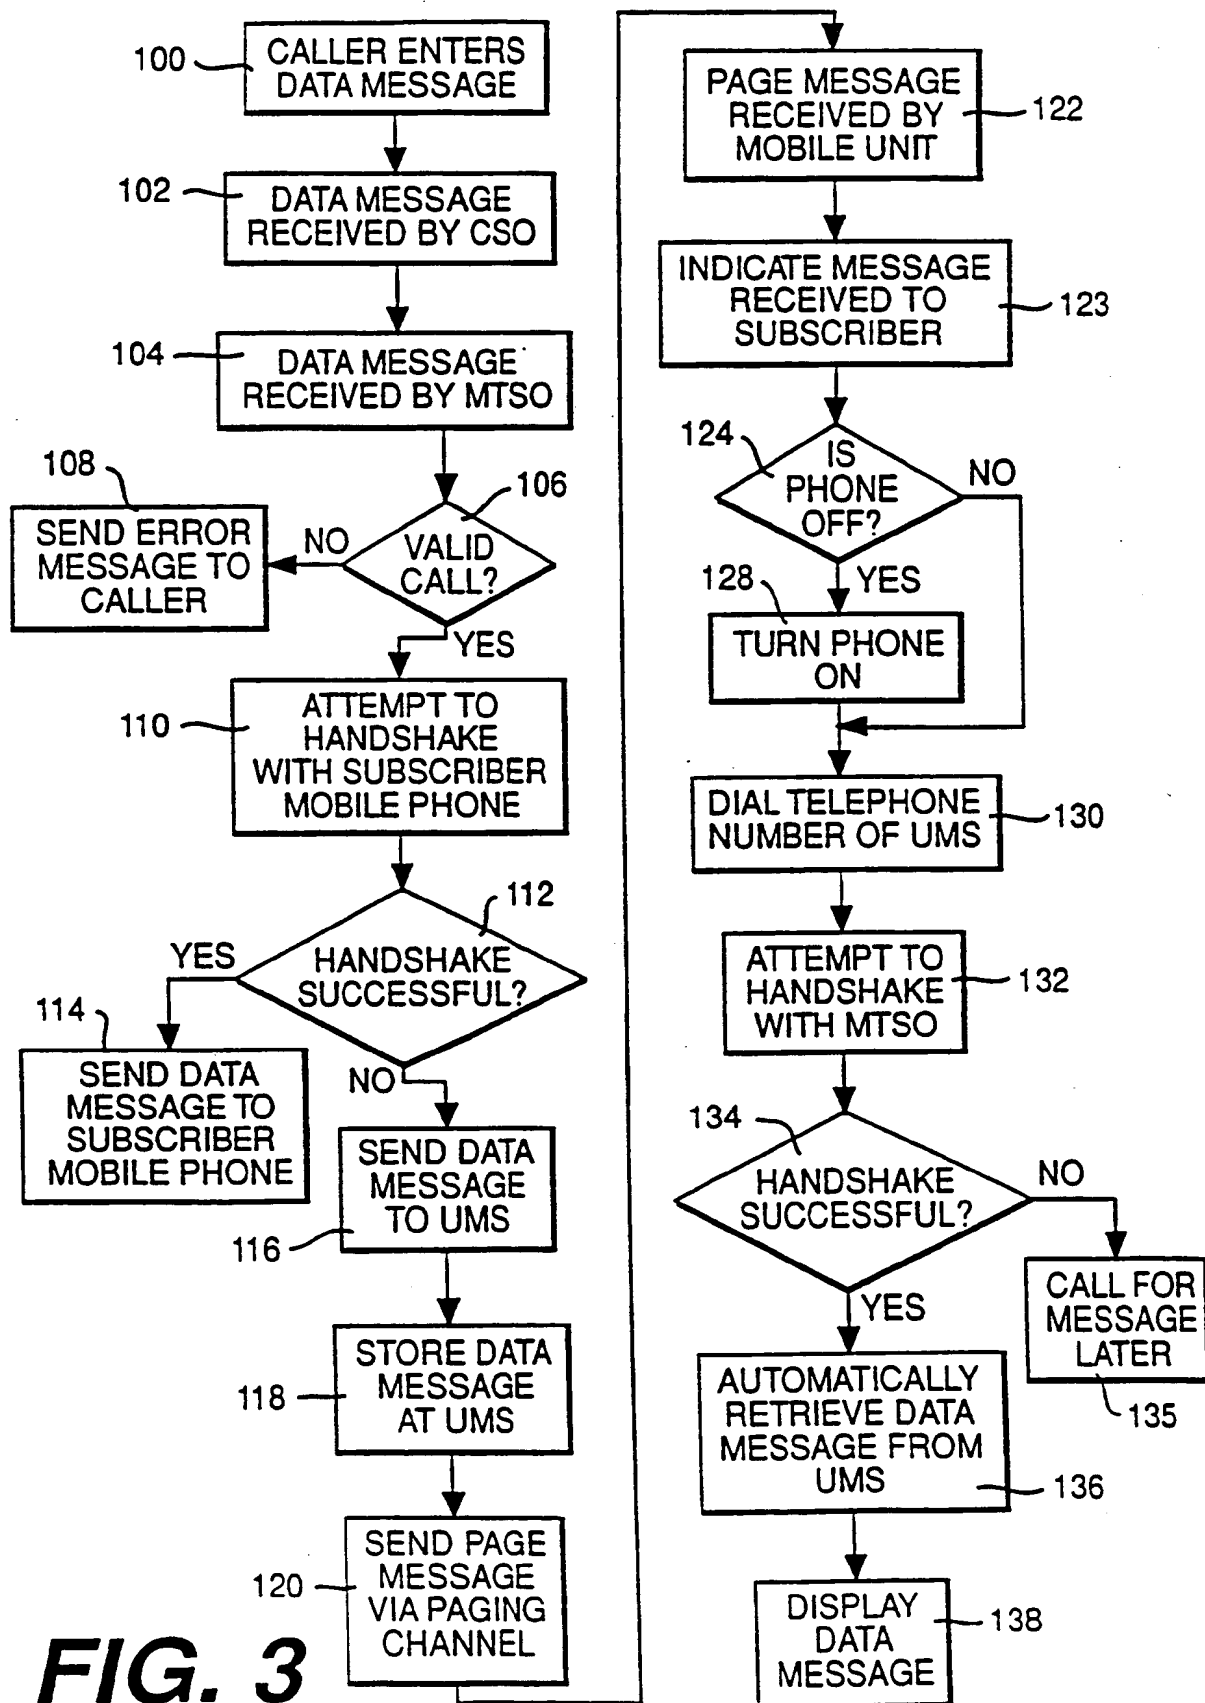 100
CALLER ENTERS
DATA MESSAGE
102
DATA MESSAGE
RECEIVED BY CSO
104
DATA MESSAGE
RECEIVED BY MTSO
106
VALID
CALL?
NO
108
SEND ERROR
MESSAGE TO
CALLER
YES
110
ATTEMPT TO
HANDSHAKE
WITH SUBSCRIBER
MOBILE PHONE
112
HANDSHAKE
SUCCESSFUL?
YES
114
SEND DATA
MESSAGE TO
SUBSCRIBER
MOBILE PHONE
NO
SEND DATA
MESSAGE
TO UMS
116
STORE DATA
MESSAGE
AT UMS
118
SEND PAGE
MESSAGE
VIA PAGING
CHANNEL
120
PAGE MESSAGE
RECEIVED BY
MOBILE UNIT
122
INDICATE MESSAGE
RECEIVED TO
SUBSCRIBER
123
124
IS
PHONE
OFF?
NO
YES
128
TURN PHONE
ON
DIAL TELEPHONE
NUMBER OF UMS
130
ATTEMPT TO
HANDSHAKE
WITH MTSO
132
134
HANDSHAKE
SUCCESSFUL?
NO
CALL FOR
MESSAGE
LATER
135
YES
AUTOMATICALLY
RETRIEVE DATA
MESSAGE FROM
UMS
136
DISPLAY
DATA
MESSAGE
138
FIG. 3